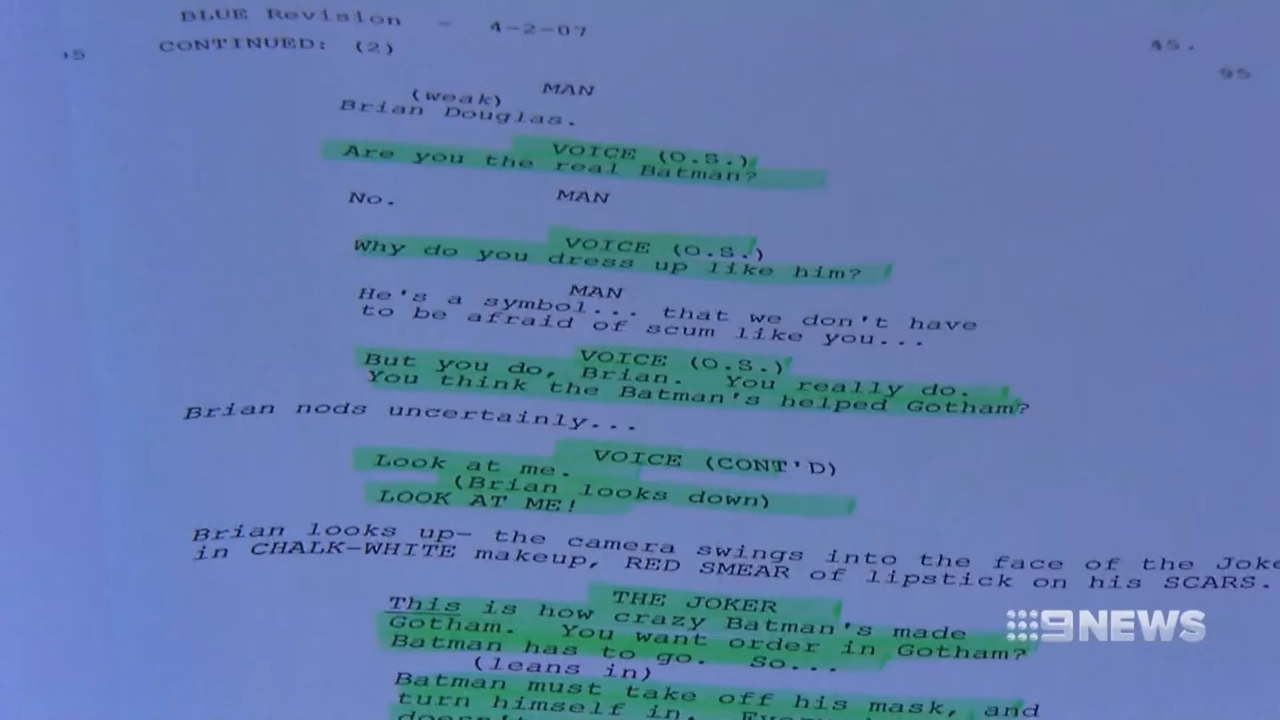 BLUE Revision - 4-2-07
45.
CONTINUED: (2)
95
MAN
(weak)
Brian Douglas.
VOICE (O.S.)
Are you the real Batman?
MAN
No.
VOICE (O.S.)
Why do you dress up like him?
MAN
He's a symbol... that we don't have
to be afraid of scum like you...
VOICE (O.S.)
But you do, Brian. You really do.
You think the Batman's helped Gotham?
Brian nods uncertainly...
VOICE (CONT'D)
Look at me.
(Brian looks down)
LOOK AT ME!
Brian looks up- the camera swings into the face of the
in CHALK-WHITE makeup, RED SMEAR of lipstick on his SCARS.
THE JOKER
This is how crazy Batman's made
Gotham. You want order in Gotham?
Batman has to go. So...
(leans in)
Batman must take off his mask, and
turn himself in.
9NEWS